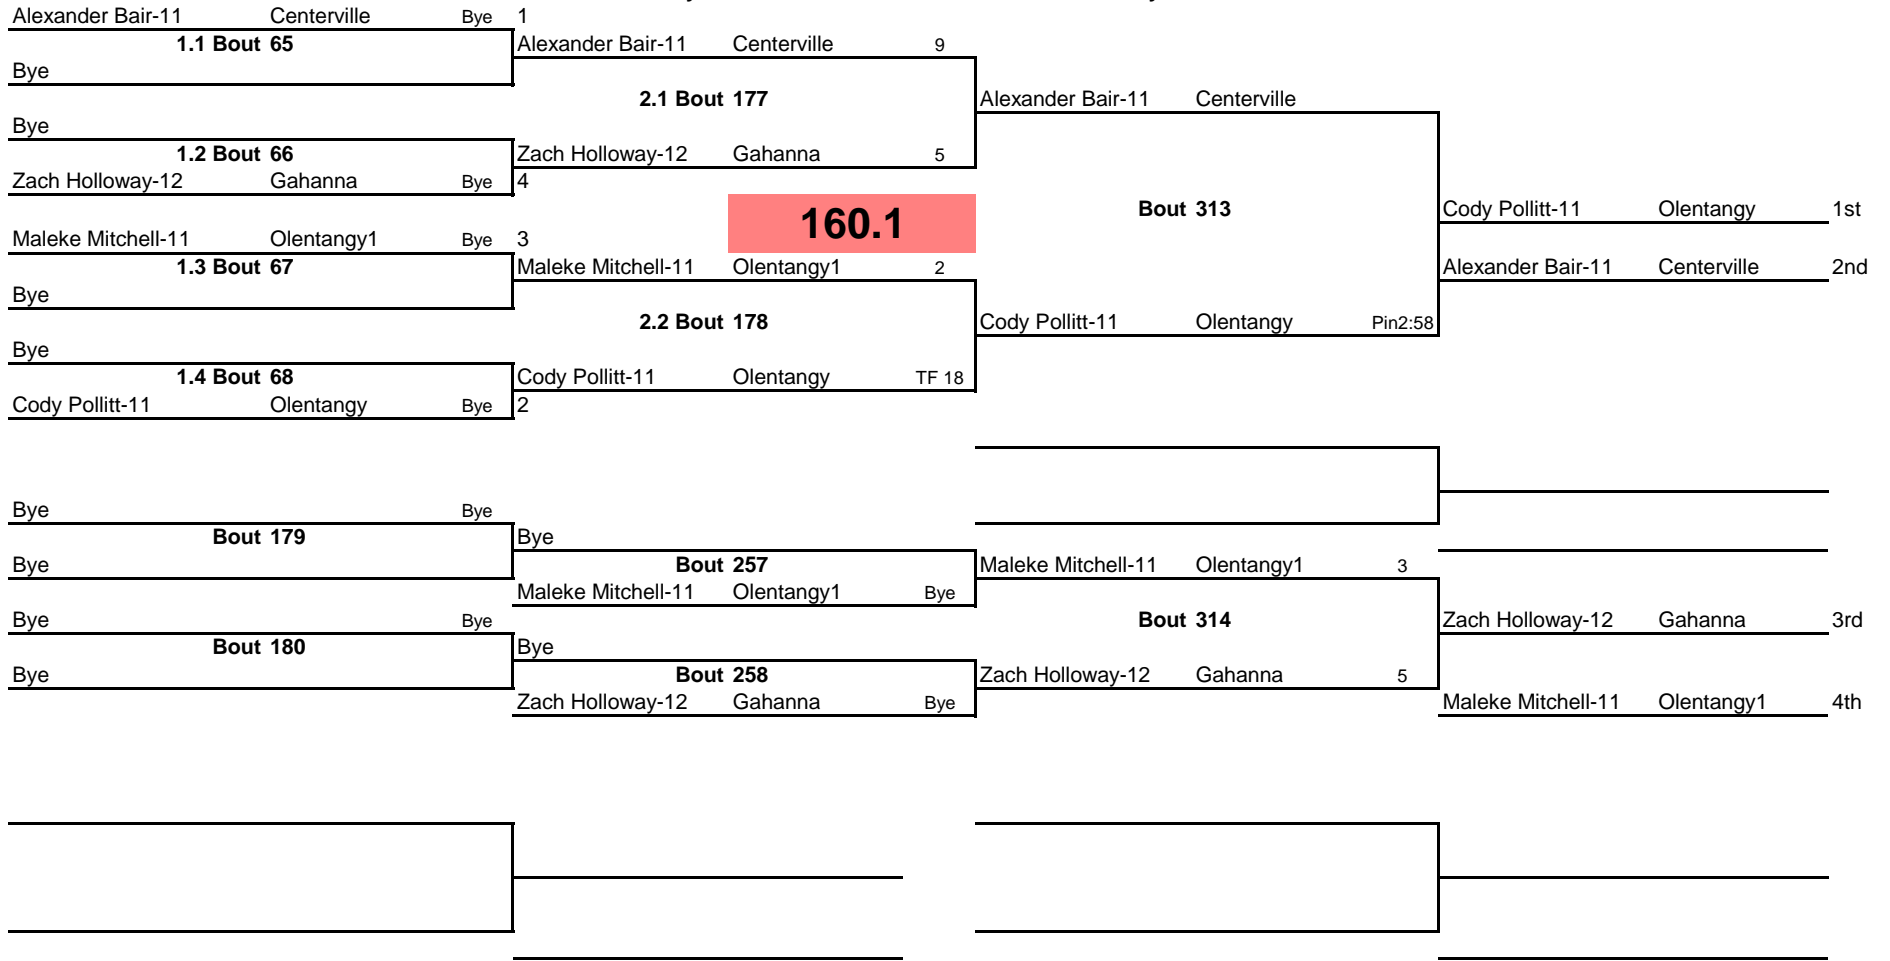 Alexander Bair-11 Centerville Bye 1
1.1 Bout 65 Alexander Bair-11 Centerville 9
Bye
2.1 Bout 177 Alexander Bair-11 Centerville
Bye
1.2 Bout 66 Zach Holloway-12 Gahanna 5
Zach Holloway-12 Gahanna Bye 4
160.1 Bout 313 Cody Pollitt-11 Olentangy 1st
Maleke Mitchell-11 Olentangy1 Bye 3
1.3 Bout 67 Maleke Mitchell-11 Olentangy1 2 Alexander Bair-11 Centerville 2nd
Bye
2.2 Bout 178 Cody Pollitt-11 Olentangy Pin2:58
Bye
1.4 Bout 68 Cody Pollitt-11 Olentangy TF 18
Cody Pollitt-11 Olentangy Bye 2
Bye Bye
Bout 179 Bye
Bye Bout 257 Maleke Mitchell-11 Olentangy1 3
Maleke Mitchell-11 Olentangy1 Bye
Bye Bye Bout 314 Zach Holloway-12 Gahanna 3rd
Bout 180 Bye
Bye Bout 258 Zach Holloway-12 Gahanna 5
Zach Holloway-12 Gahanna Bye Maleke Mitchell-11 Olentangy1 4th